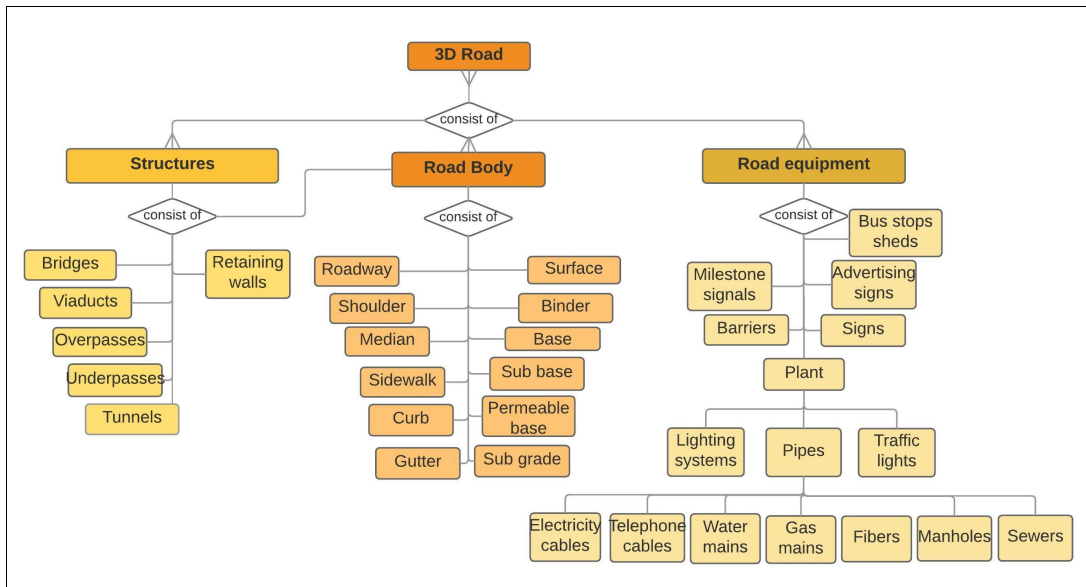 3D Road
consist of
Structures
Road Body
Road equipment
consist of
consist of
consist of
Bus stops
sheds
Bridges
Retaining
walls
Viaducts
Overpasses
Underpasses
Tunnels
Roadway
Surface
Shoulder
Binder
Median
Base
Sidewalk
Sub base
Curb
Permeable
base
Gutter
Sub grade
Milestone
signals
Advertising
signs
Barriers
Signs
Plant
Lighting
systems
Pipes
Traffic
lights
Electricity
cables
Telephone
cables
Water
mains
Gas
mains
Fibers
Manholes
Sewers